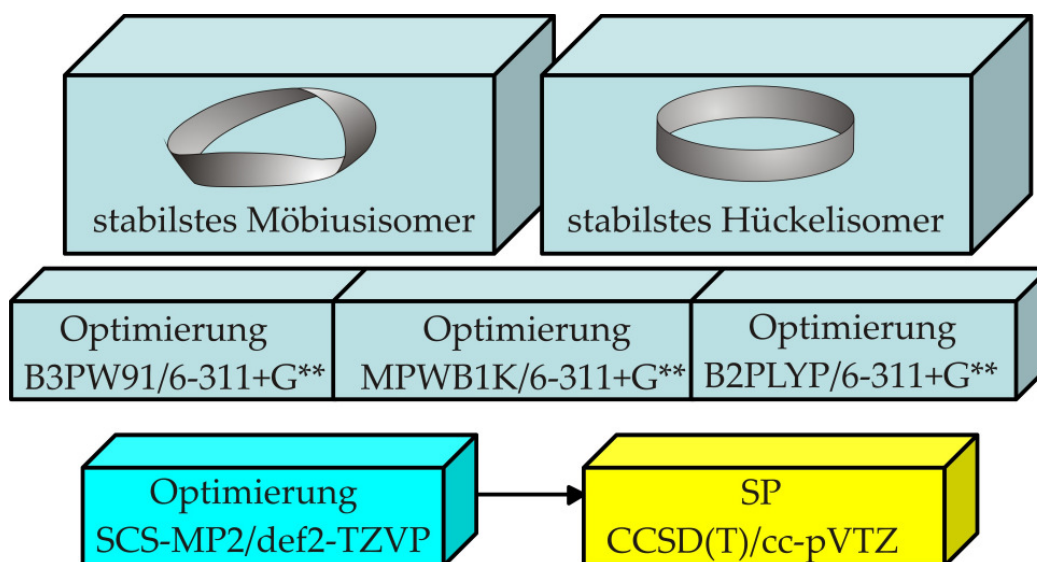 stabilstes Möbiusisomer
stabilstes Hückelisomer
Optimierung
B3PW91/6-311+G**
Optimierung
MPWB1K/6-311+G**
Optimierung
B2PLYP/6-311+G**
Optimierung
SCS-MP2/def2-TZVP
SP
CCSD(T)/cc-pVTZ